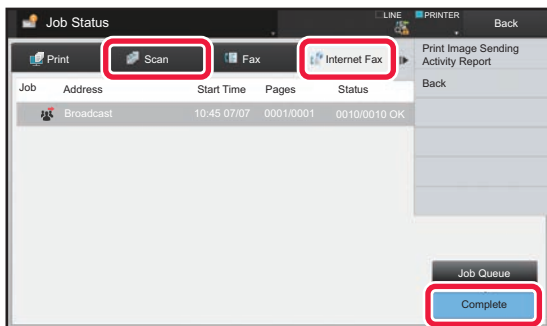 Job Status
LINE
PRINTER
Back
Print
Scan
Fax
Internet Fax
Print Image Sending
Activity Report
Back
Job
Address
Start Time
Pages
Status
Broadcast
10:45 07/07
0001/0001
0010/0010 OK
Job Queue
Complete